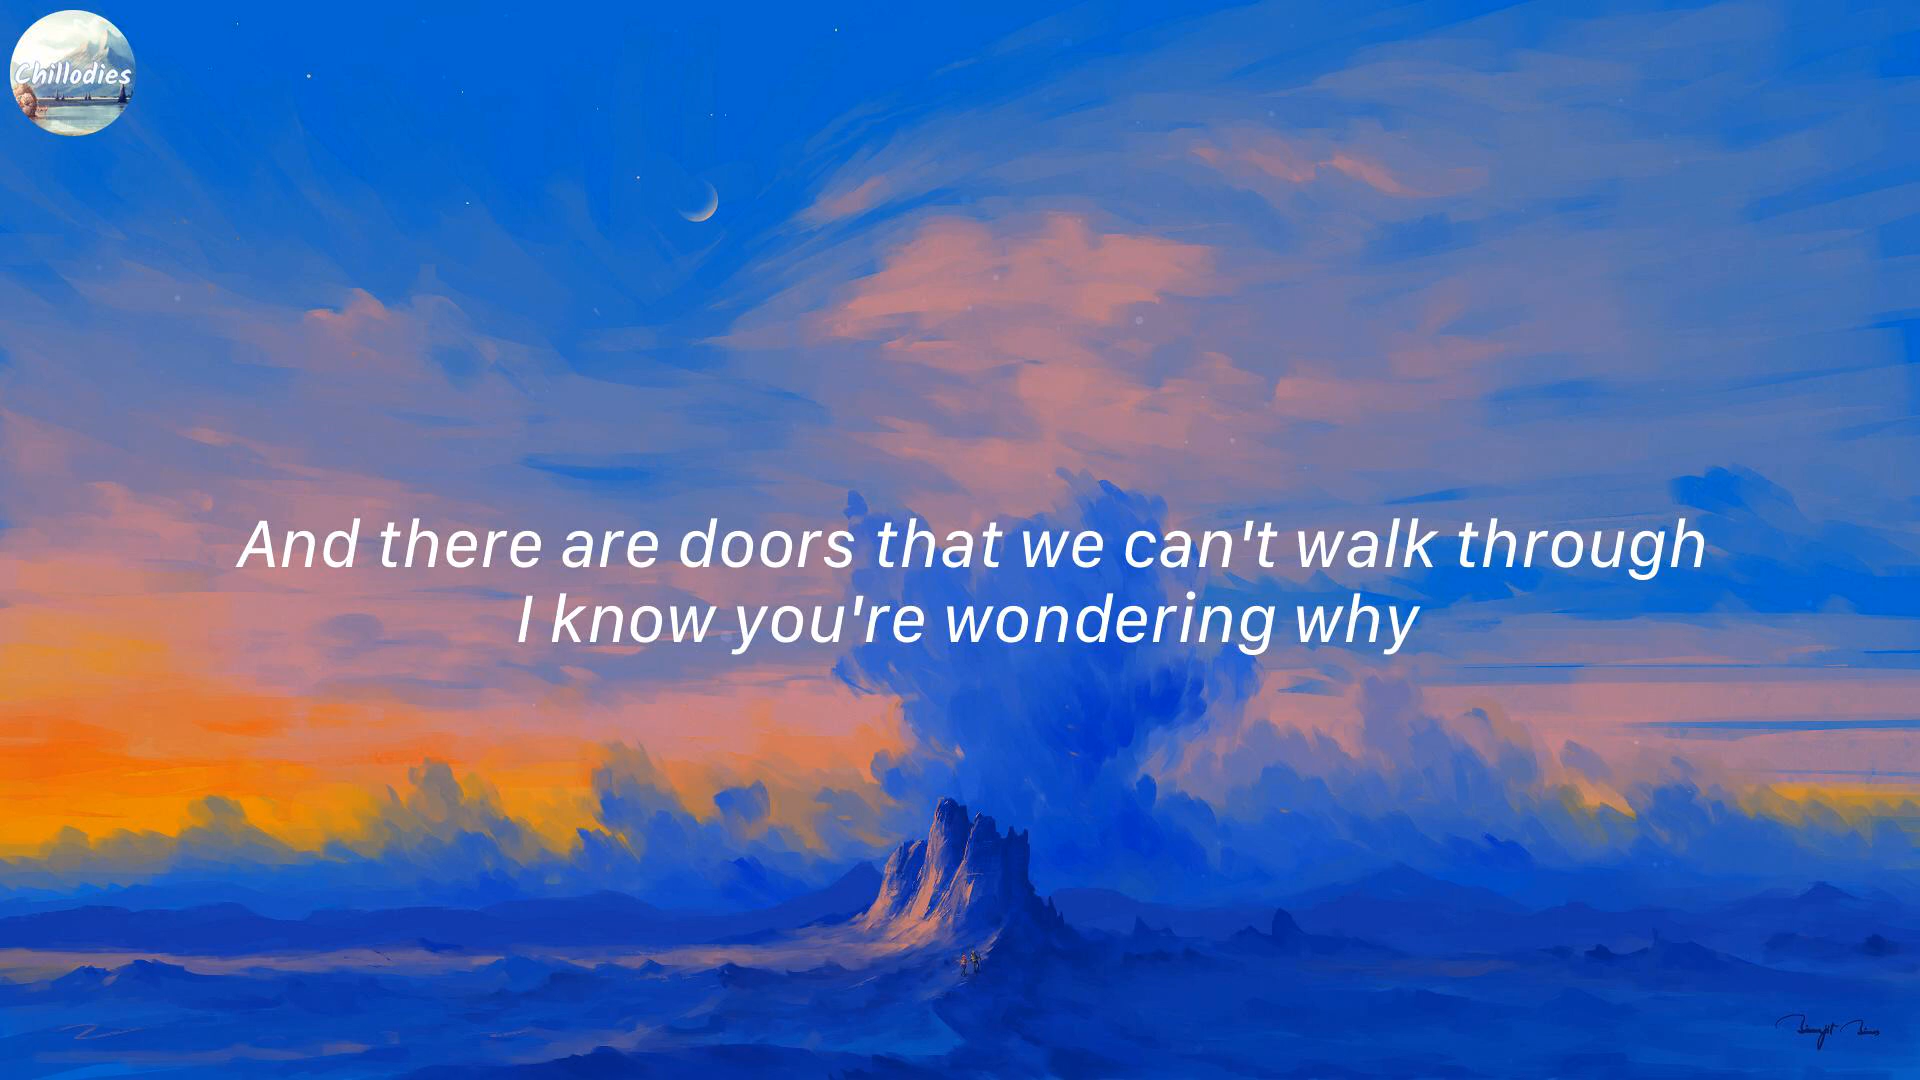 Chillodies
And there are doors that we can't walk through
I know you're wondering why